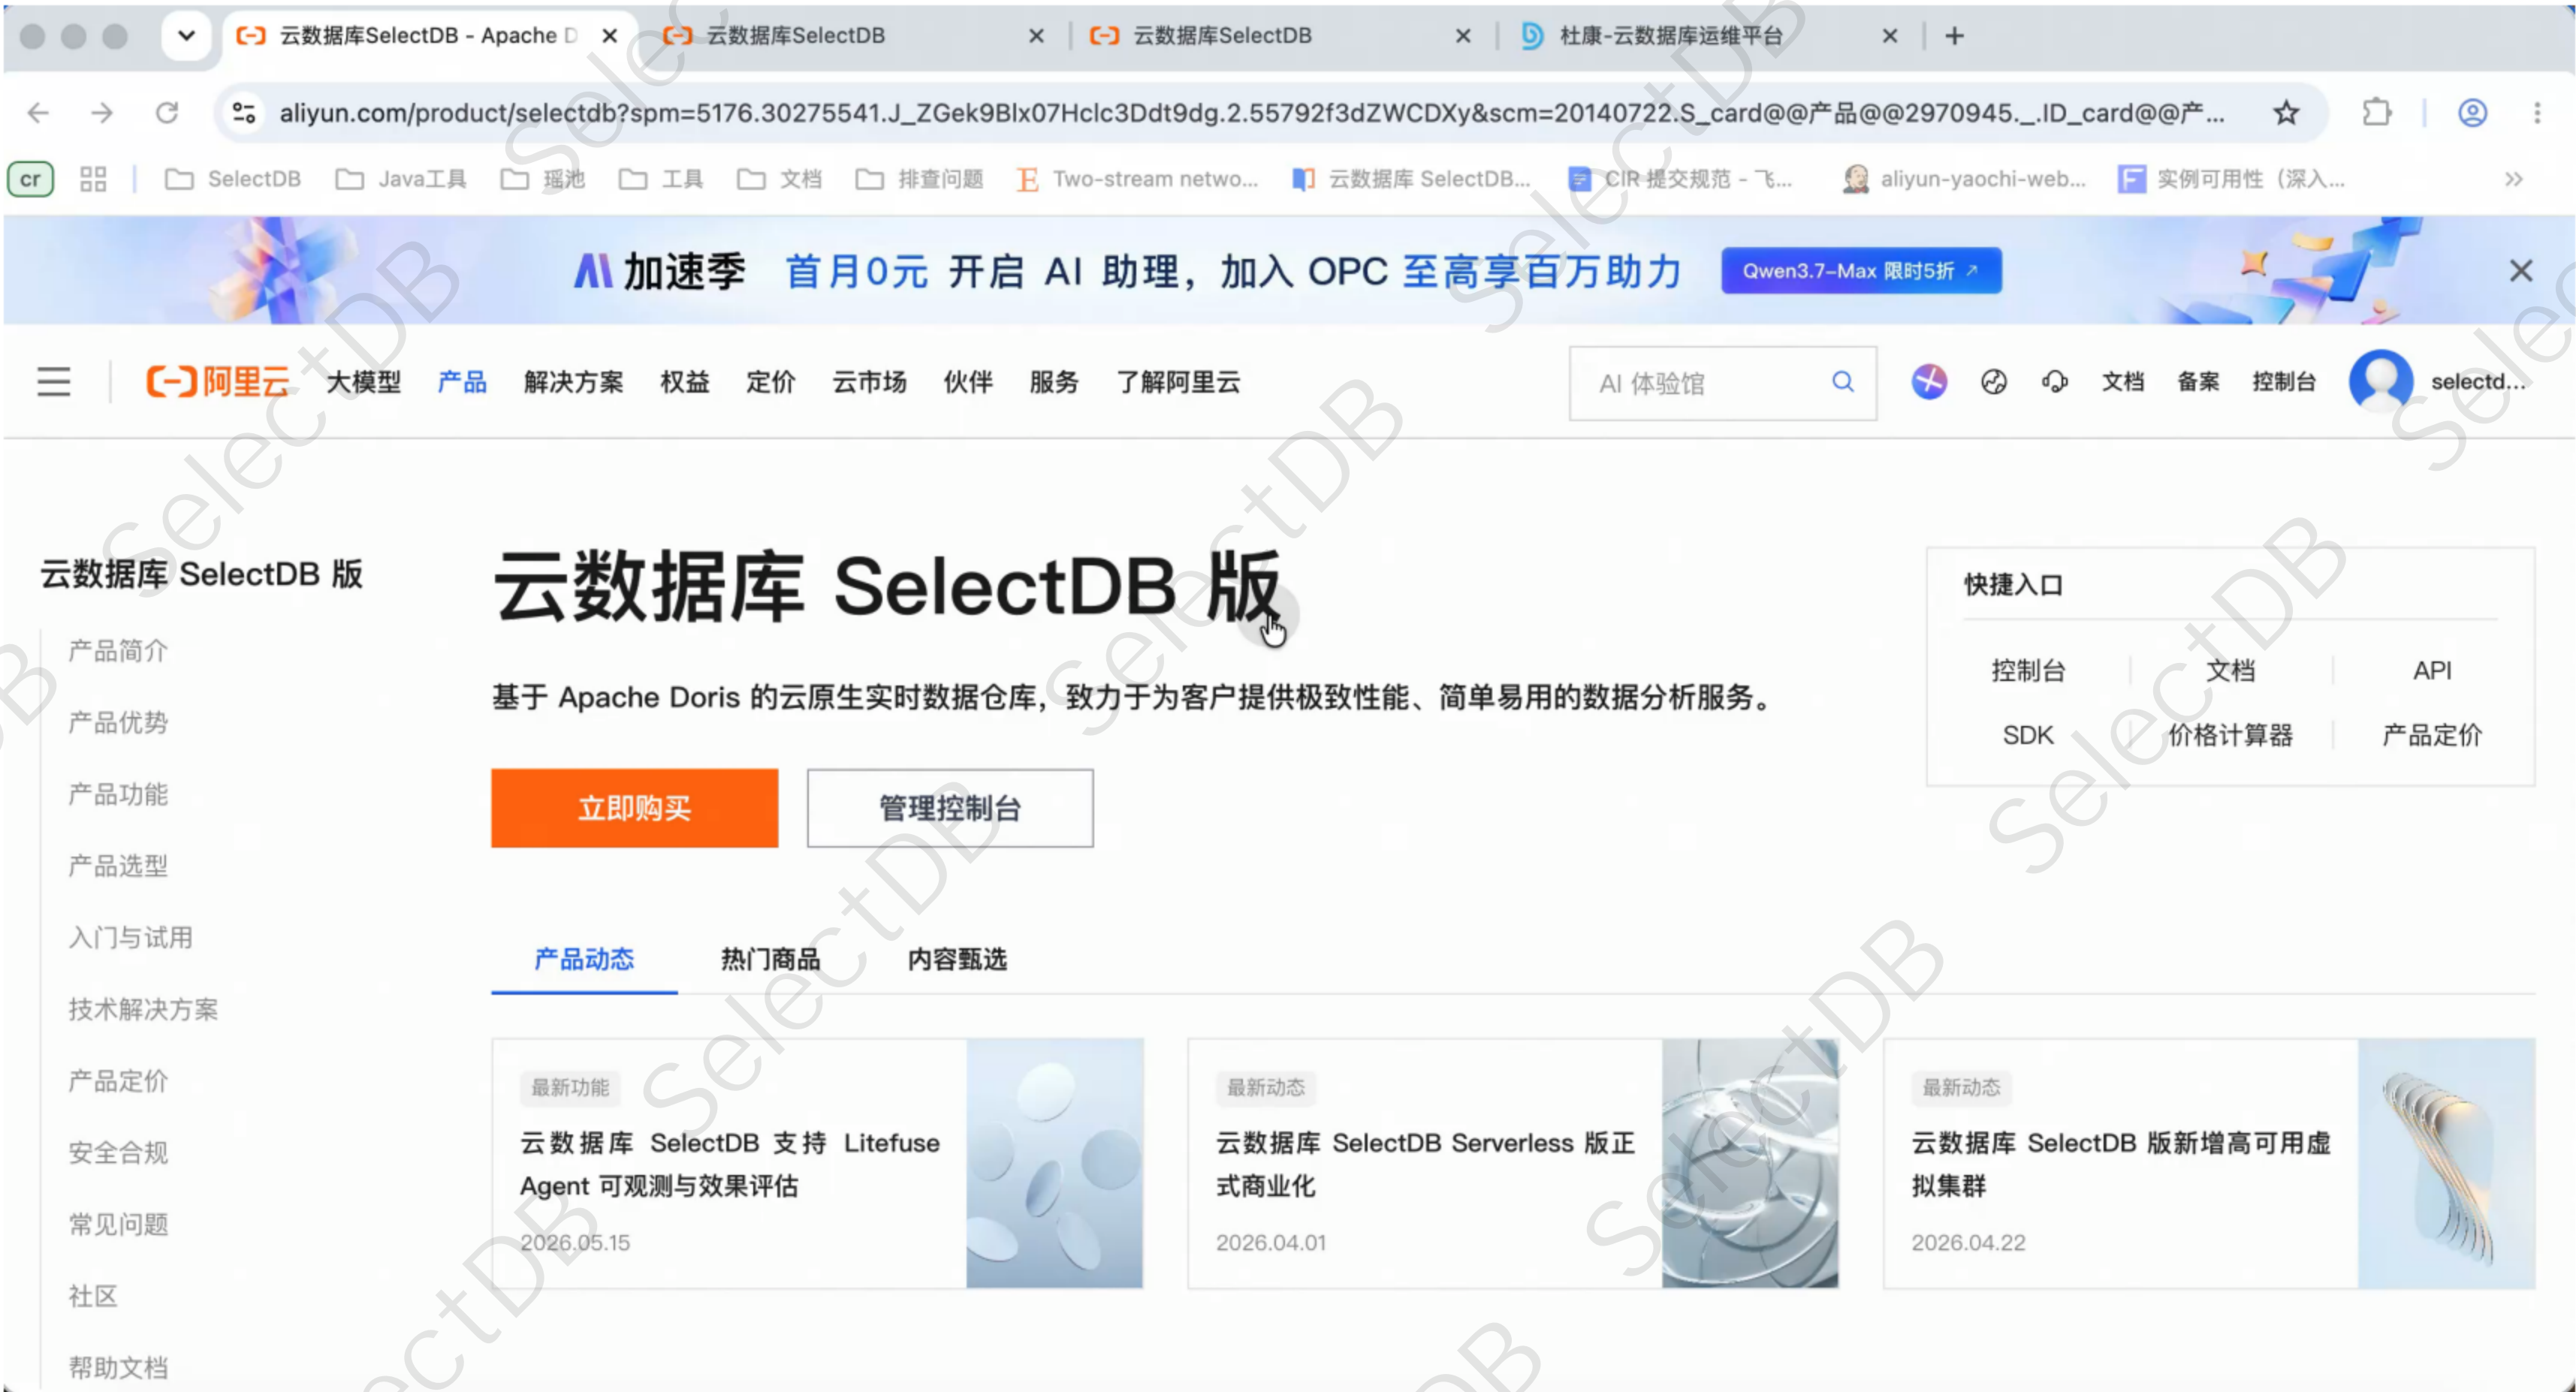 云数据库SelectDB - Apache D
云数据库SelectDB
云数据库SelectDB
杜康-云数据库运维平台
aliyun.com/product/selectdb?spm=5176.30275541.J_ZGek9Blx07Hclc3Ddt9dg.2.55792f3dZWCDXy&scm=20140722.S_card@@产品@@2970945._.ID_card@@产...
cr
SelectDB
Java工具
瑶池
工具
文档
排查问题
Two-stream netwo...
云数据库 SelectDB...
CIR 提交规范 - 飞...
aliyun-yaochi-web...
实例可用性（深入...
AI 加速季 首月0元 开启 AI 助理，加入 OPC 至高享百万助力
Qwen3.7-Max 限时5折
阿里云
大模型
产品
解决方案
权益
定价
云市场
伙伴
服务
了解阿里云
AI 体验馆
文档
备案
控制台
selectd...
云数据库 SelectDB 版
产品简介
产品优势
产品功能
产品选型
入门与试用
技术解决方案
产品定价
安全合规
常见问题
社区
帮助文档
云数据库 SelectDB 版
基于 Apache Doris 的云原生实时数据仓库，致力于为客户提供极致性能、简单易用的数据分析服务。
立即购买
管理控制台
快捷入口
控制台
文档
API
SDK
价格计算器
产品定价
产品动态
热门商品
内容甄选
最新功能
云数据库 SelectDB 支持 Litefuse
Agent 可观测与效果评估
2026.05.15
最新动态
云数据库 SelectDB Serverless 版正
式商业化
2026.04.01
最新动态
云数据库 SelectDB 版新增高可用虚
拟集群
2026.04.22
SelectDB
SelectDB
SelectDB
SelectDB
SelectDB
SelectDB
SelectDB